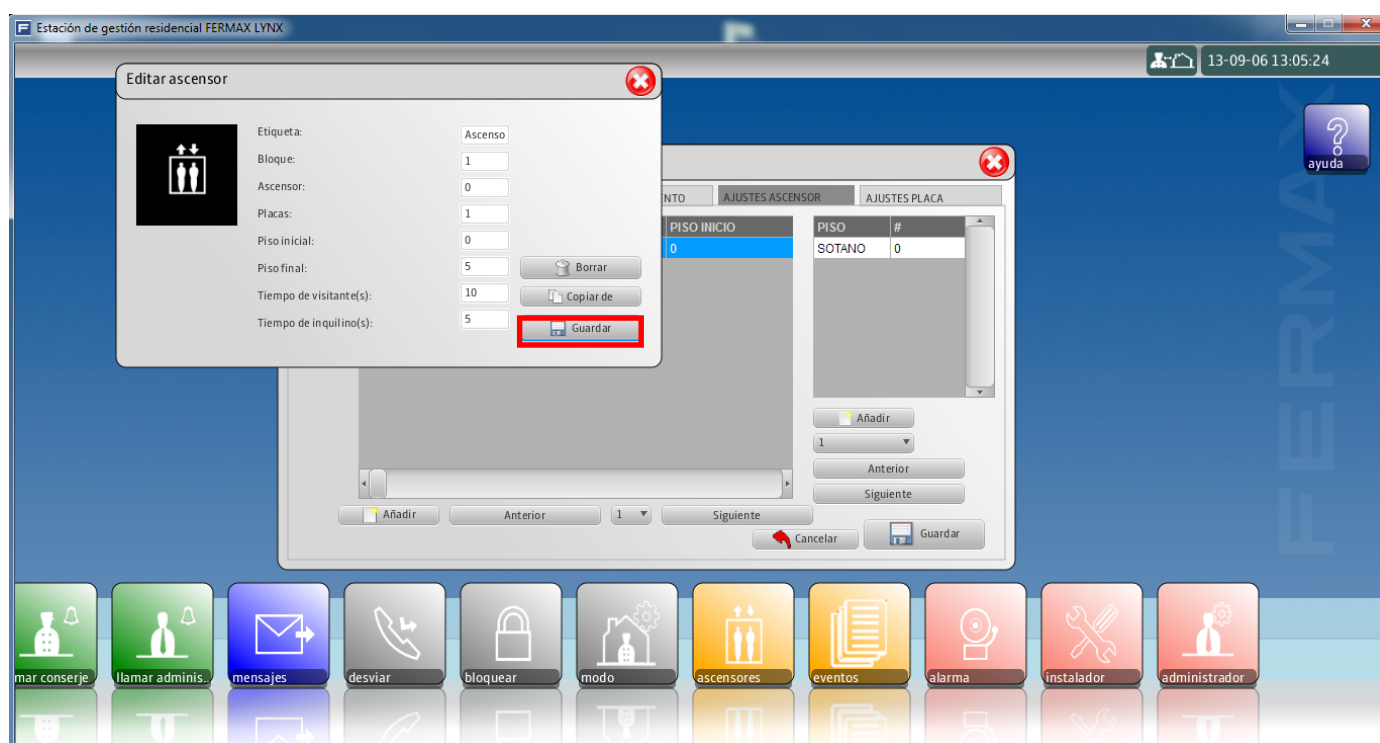 Estación de gestión residencial FERMAX LYNX
13-09-06 13:05:24
Editar ascensor
ayuda
Etiqueta: Ascenso
Bloque: 1
Ascensor: 0
Placas: 1
Piso inicial: 0
Piso final: 5 Borrar
Tiempo de visitante(s): 10 Copiar de
Tiempo de inquilino(s): 5 Guardar
NTO AJUSTES ASCENSOR AJUSTES PLACA
PISO INICIO PISO #
0 SOTANO 0
Añadir
1
Anterior
Siguiente
Añadir Anterior 1 Siguiente
Cancelar Guardar
FERMAX
mar conserje llamar adminis.. mensajes desviar bloquear modo ascensores eventos alarma instalador administrador